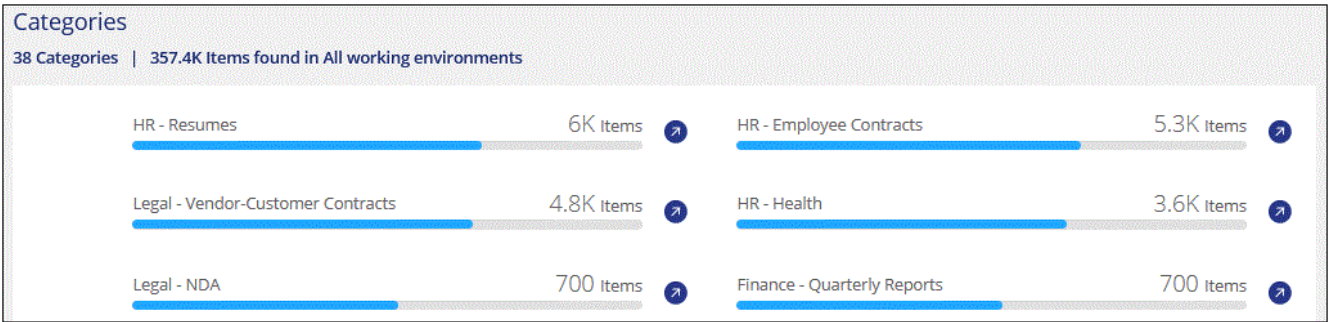 Categories
38 Categories | 357.4K Items found in All working environments
HR - Resumes 6K Items
HR - Employee Contracts 5.3K Items
Legal - Vendor-Customer Contracts 4.8K Items
HR - Health 3.6K Items
Legal - NDA 700 Items
Finance - Quarterly Reports 700 Items